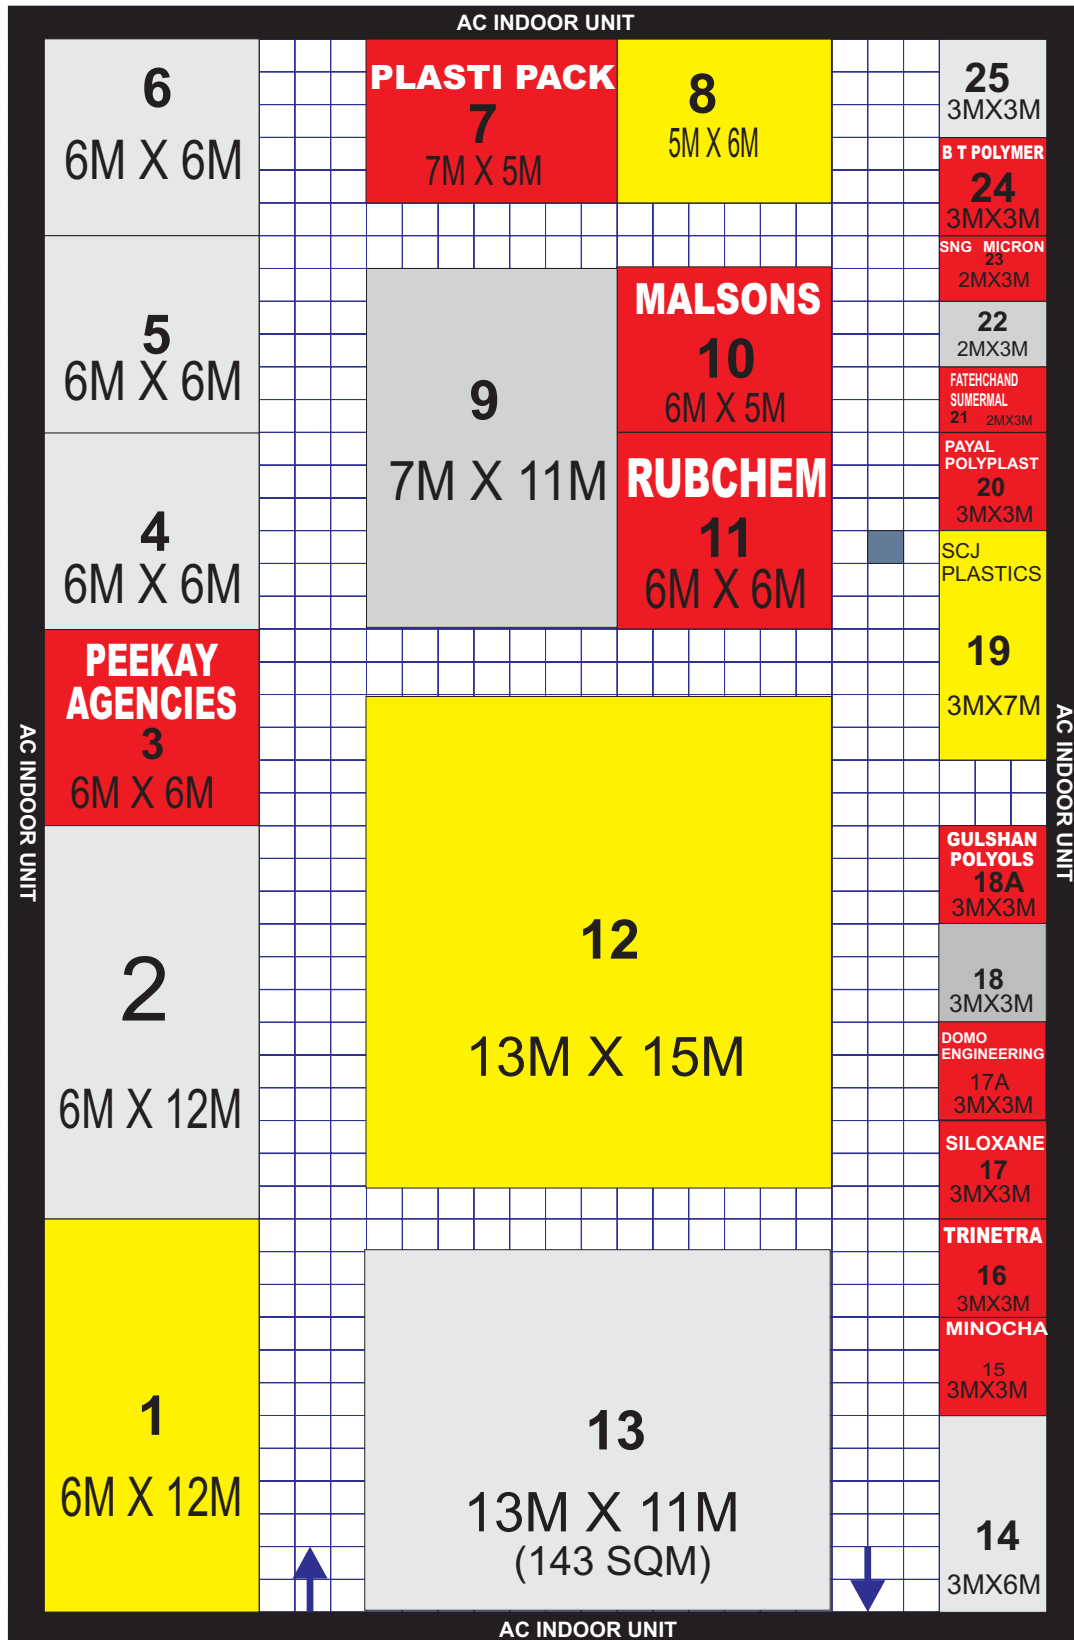 AC INDOOR UNIT
6
6M X 6M
PLASTI PACK
7
7M X 5M
8
5M X 6M
25
3MX3M
B T POLYMER
24
3MX3M
SNG MICRON
23
2MX3M
5
6M X 6M
9
7M X 11M
MALSONS
10
6M X 5M
22
2MX3M
FATEHCHAND
SUMERMAL
21 2MX3M
4
6M X 6M
RUBCHEM
11
6M X 6M
PAYAL
POLYPLAST
20
3MX3M
SCJ
PLASTICS
19
3MX7M
PEEKAY
AGENCIES
3
6M X 6M
AC INDOOR UNIT
AC INDOOR UNIT
2
6M X 12M
12
13M X 15M
GULSHAN
POLYOLS
18A
3MX3M
18
3MX3M
DOMO
ENGINEERING
17A
3MX3M
SILOXANE
17
3MX3M
1
6M X 12M
13
13M X 11M
(143 SQM)
TRINETRA
16
3MX3M
MINOCHA
15
3MX3M
14
3MX6M
AC INDOOR UNIT